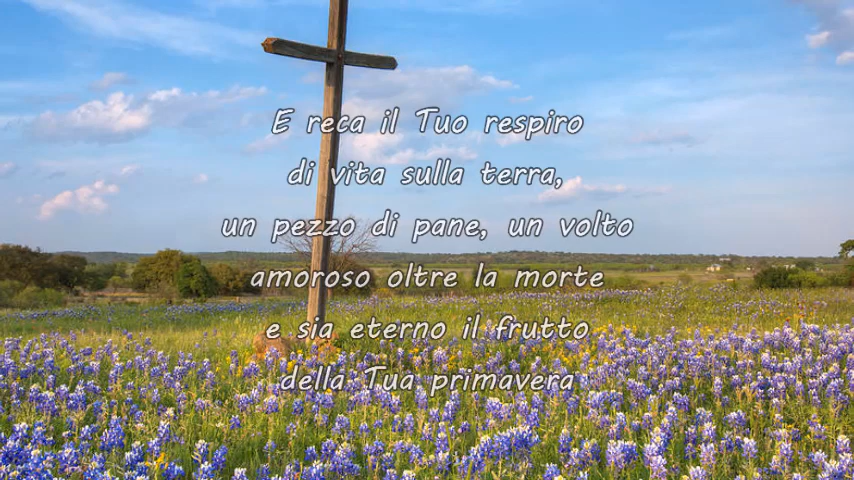 E reca il Tuo respiro
di vita sulla terra,
un pezzo di pane, un volto
amoroso oltre la morte
e sia eterno il frutto
della Tua primavera